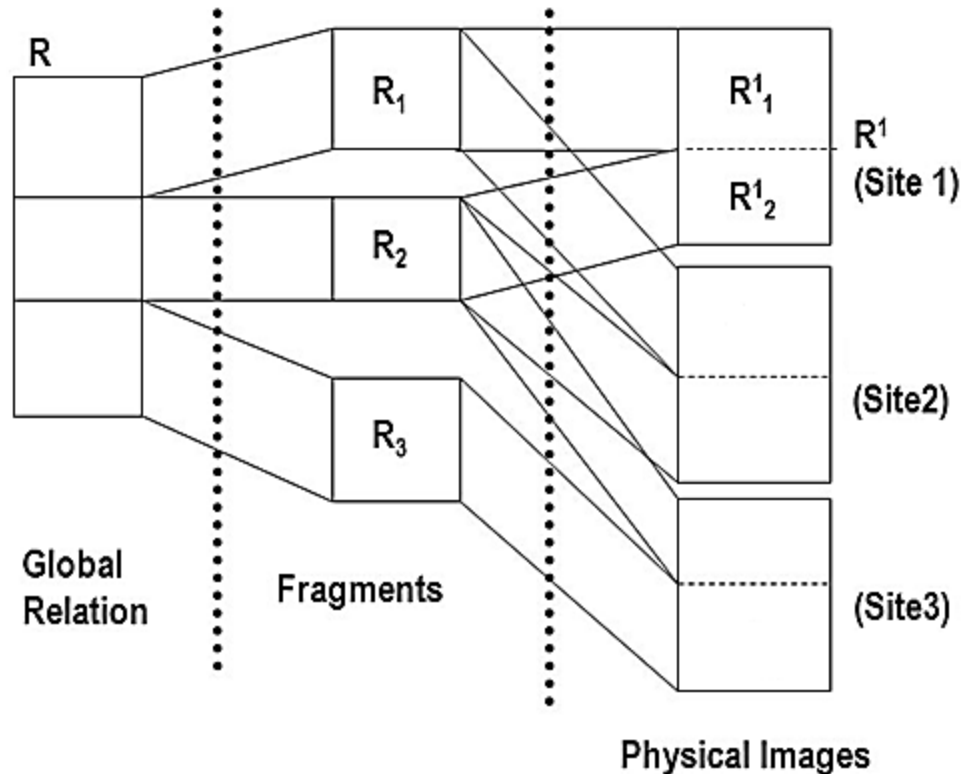 R
R₁
R₂
R₃
R¹₁
R¹₂
R¹
(Site 1)
(Site2)
(Site3)
Global
Relation
Fragments
Physical Images